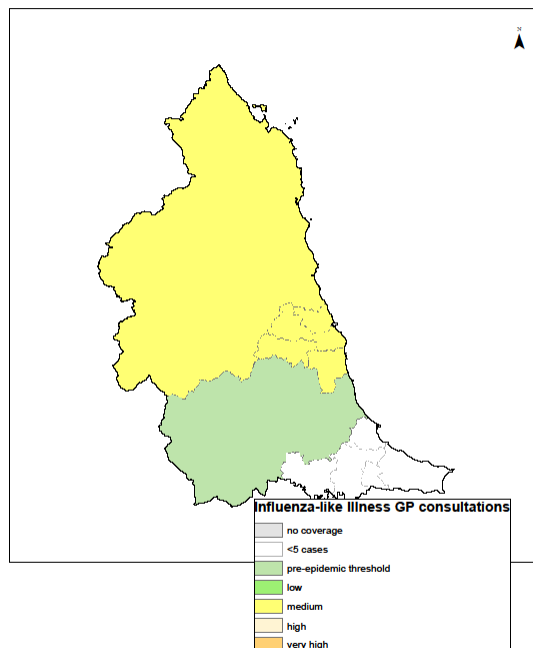 N
Influenza-like Illness GP consultations
no coverage
<5 cases
pre-epidemic threshold
low
medium
high
very high